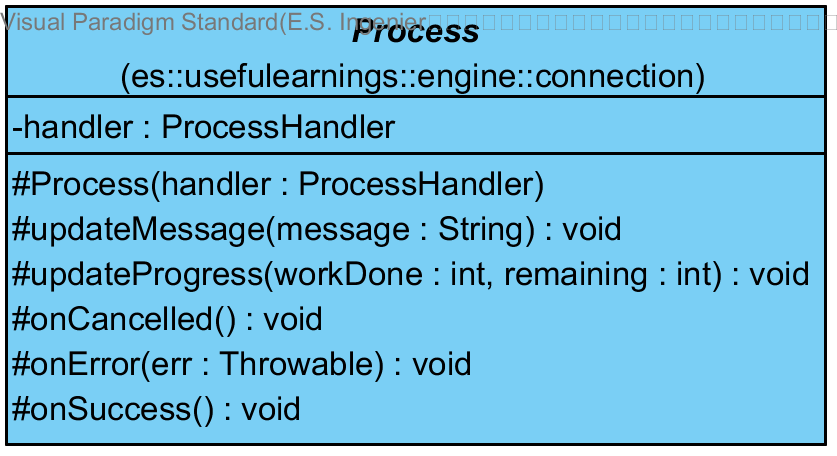 Visual Paradigm Standard(E.S. Ingenier
Process
(es::usefulearnings::engine::connection)
-handler : ProcessHandler
#Process(handler : ProcessHandler)
#updateMessage(message : String) : void
#updateProgress(workDone : int, remaining : int) : void
#onCancelled() : void
#onError(err : Throwable) : void
#onSuccess() : void